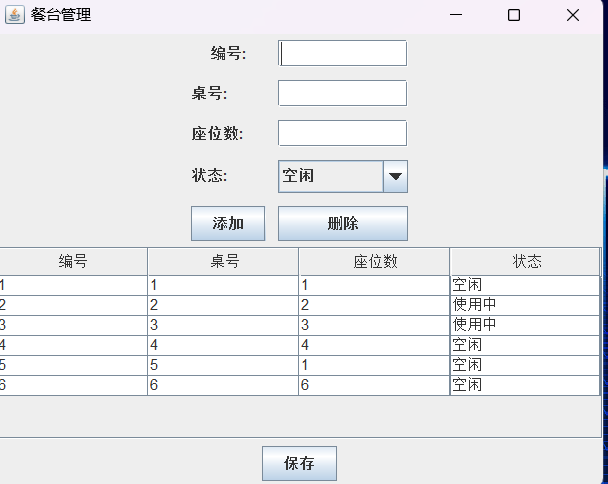 餐台管理
编号:
桌号:
座位数:
状态: 空闲
添加 删除
编号 桌号 座位数 状态
1 1 1 空闲
2 2 2 使用中
3 3 3 使用中
4 4 4 空闲
5 5 1 空闲
6 6 6 空闲
保存